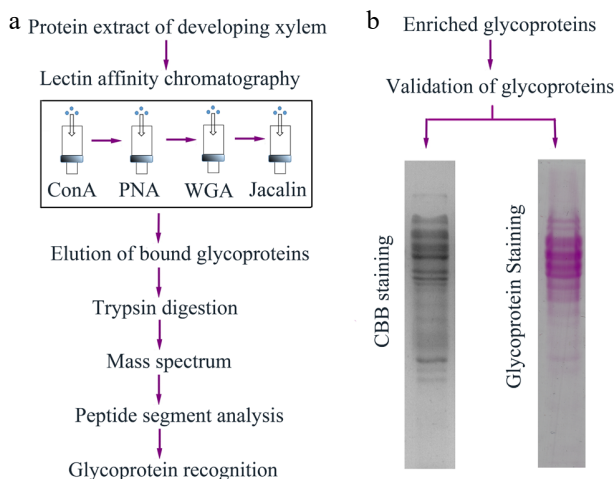 a
Protein extract of developing xylem
Lectin affinity chromatography
ConA PNA WGA Jacalin
Elution of bound glycoproteins
Trypsin digestion
Mass spectrum
Peptide segment analysis
Glycoprotein recognition
b
Enriched glycoproteins
Validation of glycoproteins
CBB staining
Glycoprotein Staining